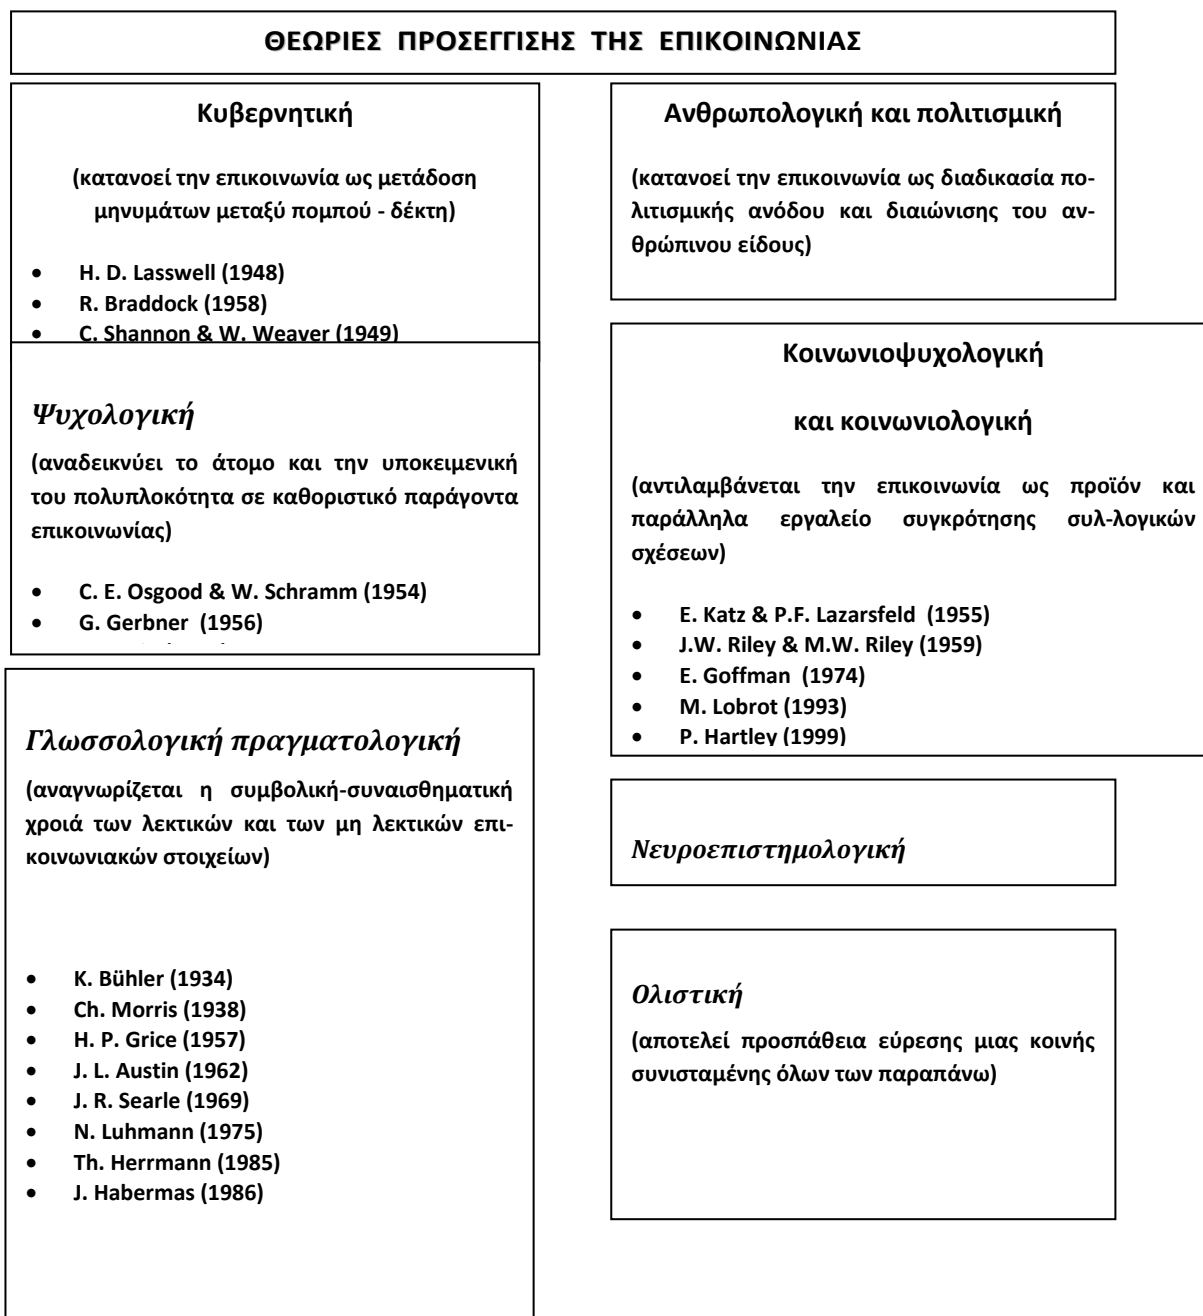 ΘΕΩΡΙΕΣ ΠΡΟΣΕΓΓΙΣΗΣ ΤΗΣ ΕΠΙΚΟΙΝΩΝΙΑΣ
Κυβερνητική
(κατανοεί την επικοινωνία ως μετάδοση
μηνυμάτων μεταξύ πομπού - δέκτη)
• H. D. Lasswell (1948)
• R. Braddock (1958)
• C. Shannon & W. Weaver (1949)
Ψυχολογική
(αναδεικνύει το άτομο και την υποκειμενική
του πολυπλοκότητα σε καθοριστικό παράγοντα
επικοινωνίας)
• C. E. Osgood & W. Schramm (1954)
• G. Gerbner (1956)
Γλωσσολογική πραγματολογική
(αναγνωρίζεται η συμβολική-συναισθηματική
χροιά των λεκτικών και των μη λεκτικών επι-
κοινωνιακών στοιχείων)
• K. Bühler (1934)
• Ch. Morris (1938)
• H. P. Grice (1957)
• J. L. Austin (1962)
• J. R. Searle (1969)
• N. Luhmann (1975)
• Th. Herrmann (1985)
• J. Habermas (1986)
Ανθρωπολογική και πολιτισμική
(κατανοεί την επικοινωνία ως διαδικασία πο-
λιτισμικής ανόδου και διαιώνισης του αν-
θρώπινου είδους)
Κοινωνιοψυχολογική
και κοινωνιολογική
(αντιλαμβάνεται την επικοινωνία ως προϊόν και
παράλληλα εργαλείο συγκρότησης συλ-λογικών
σχέσεων)
• E. Katz & P.F. Lazarsfeld (1955)
• J.W. Riley & M.W. Riley (1959)
• E. Goffman (1974)
• M. Lobrot (1993)
• P. Hartley (1999)
Νευροεπιστημολογική
Ολιστική
(αποτελεί προσπάθεια εύρεσης μιας κοινής
συνισταμένης όλων των παραπάνω)